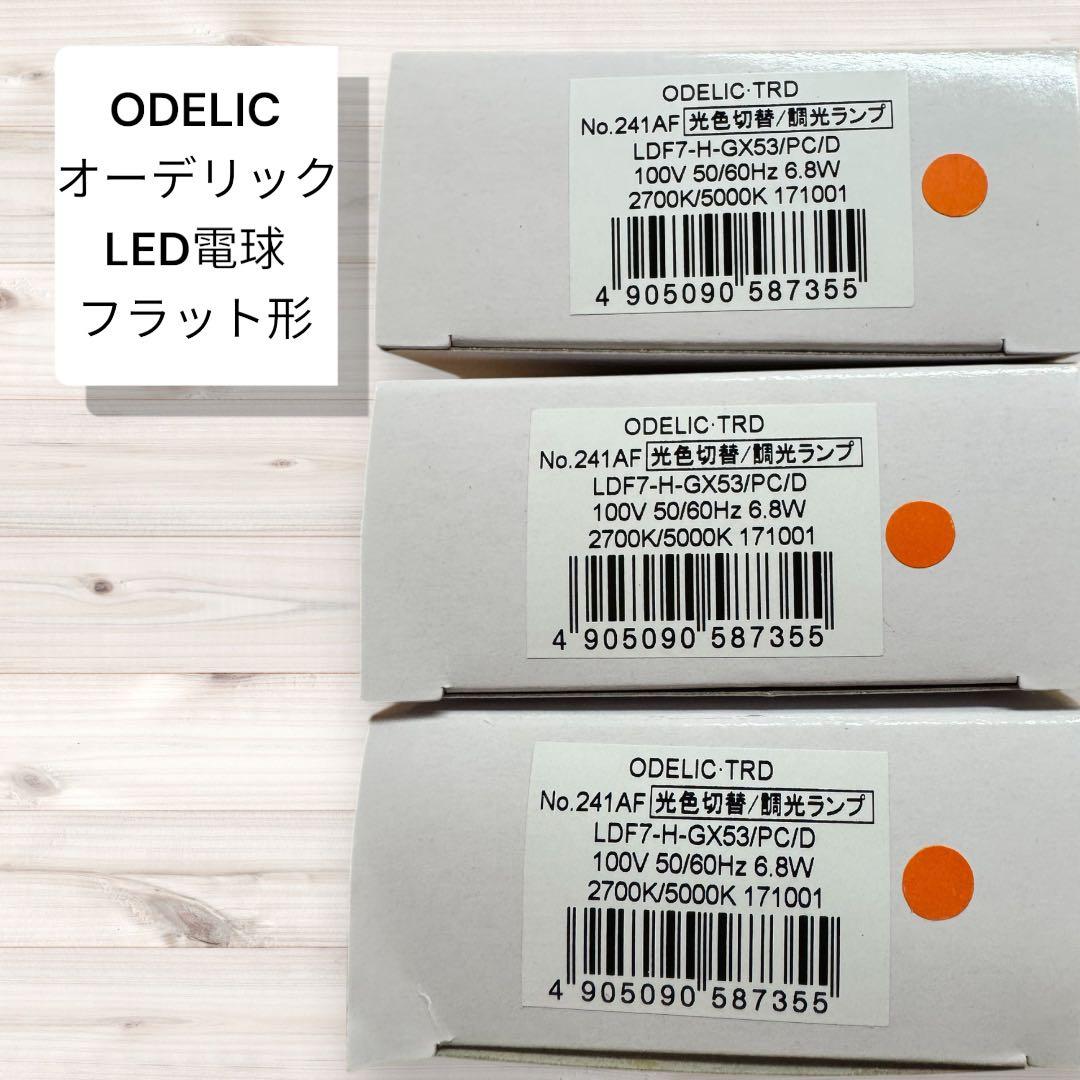 ODELIC
オーデリック
LED電球
フラット形
ODELIC·TRD
No.241AF 光色切替/調光ランプ
LDF7-H-GX53/PC/D
100V 50/60Hz 6.8W
2700K/5000K 171001
4 905090 587355
ODELIC·TRD
No.241AF 光色切替/調光ランプ
LDF7-H-GX53/PC/D
100V 50/60Hz 6.8W
2700K/5000K 171001
4 905090 587355
ODELIC·TRD
No.241AF 光色切替/調光ランプ
LDF7-H-GX53/PC/D
100V 50/60Hz 6.8W
2700K/5000K 171001
4 905090 587355